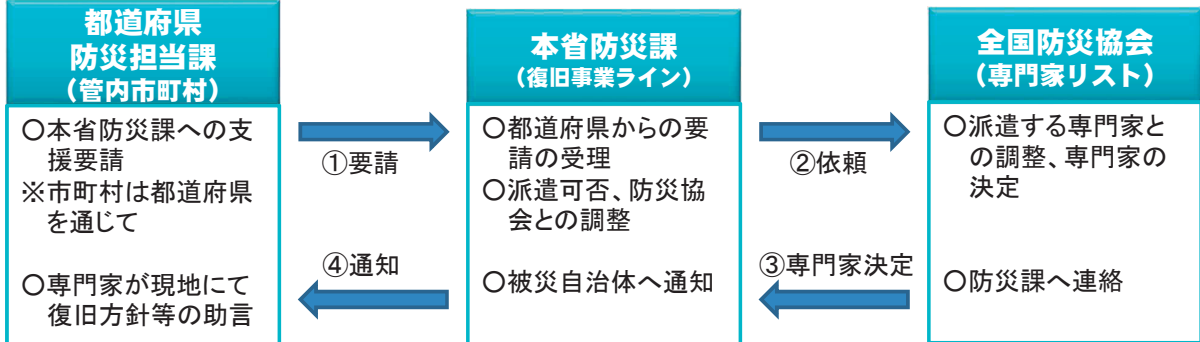 都道府県
防災担当課
（管内市町村）
〇本省防災課への支
援要請
※市町村は都道府県
を通じて
〇専門家が現地にて
復旧方針等の助言
①要請
④通知
本省防災課
（復旧事業ライン）
〇都道府県からの要
請の受理
〇派遣可否、防災協
会との調整
〇被災自治体へ通知
②依頼
③専門家決定
全国防災協会
（専門家リスト）
〇派遣する専門家と
の調整、専門家の
決定
〇防災課へ連絡